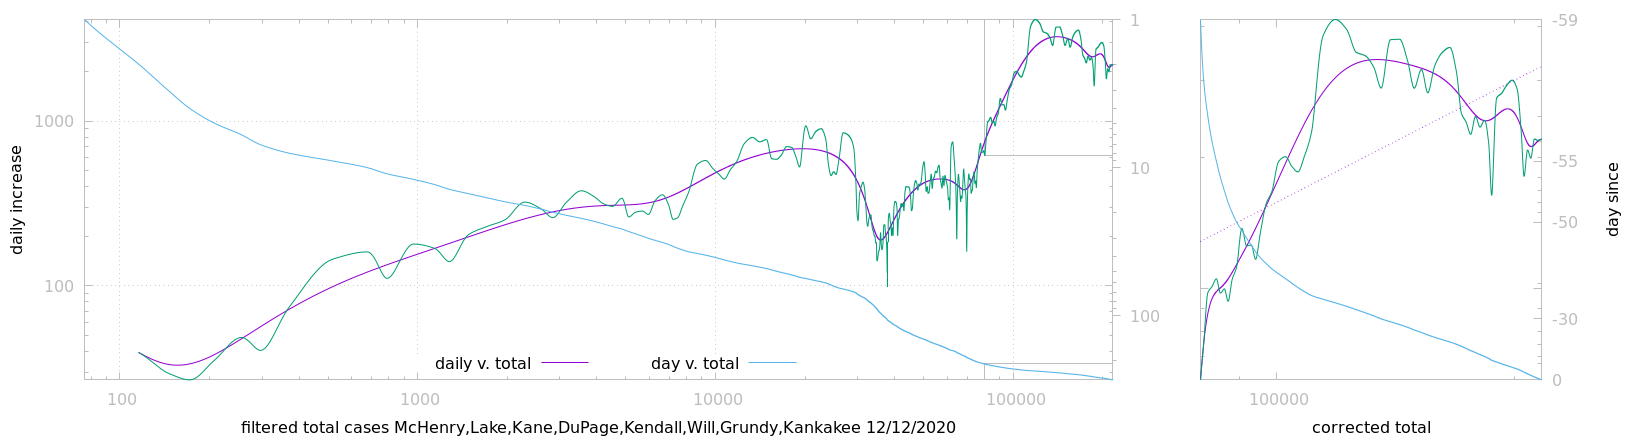 1
-59
daily increase
1000
10
-55
day since
-50
100
100
-30
daily v. total
day v. total
0
100
1000
10000
100000
100000
filtered total cases McHenry,Lake,Kane,DuPage,Kendall,Will,Grundy,Kankakee 12/12/2020
corrected total